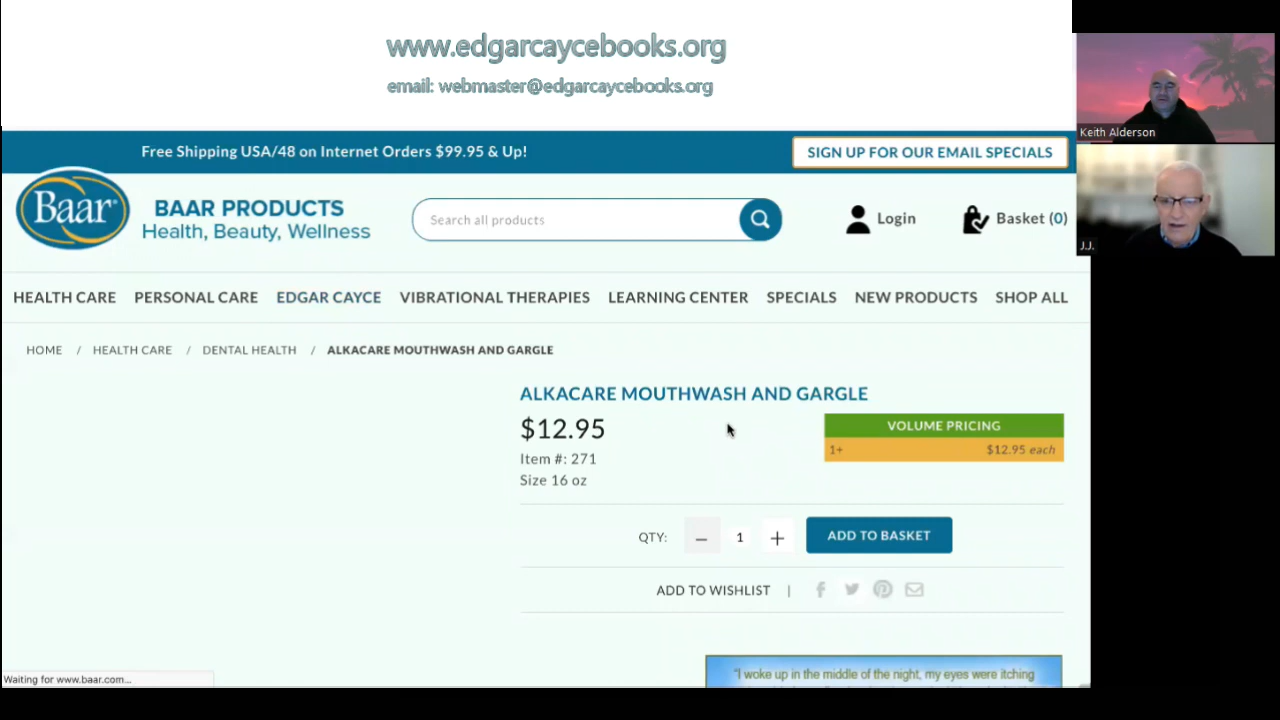 www.edgarcaycebooks.org
email: webmaster@edgarcaycebooks.org
Keith Alderson
J.J.
Free Shipping USA/48 on Internet Orders $99.95 & Up!
SIGN UP FOR OUR EMAIL SPECIALS
Baar
BAAR PRODUCTS
Health, Beauty, Wellness
Search all products
Login
Basket (0)
HEALTH CARE PERSONAL CARE EDGAR CAYCE VIBRATIONAL THERAPIES LEARNING CENTER SPECIALS NEW PRODUCTS SHOP ALL
HOME / HEALTH CARE / DENTAL HEALTH / ALKACARE MOUTHWASH AND GARGLE
ALKACARE MOUTHWASH AND GARGLE
$12.95
Item #: 271
Size 16 oz
VOLUME PRICING
1+ $12.95 each
QTY: – 1 + ADD TO BASKET
ADD TO WISHLIST |
"I woke up in the middle of the night, my eyes were itching
Waiting for www.baar.com...